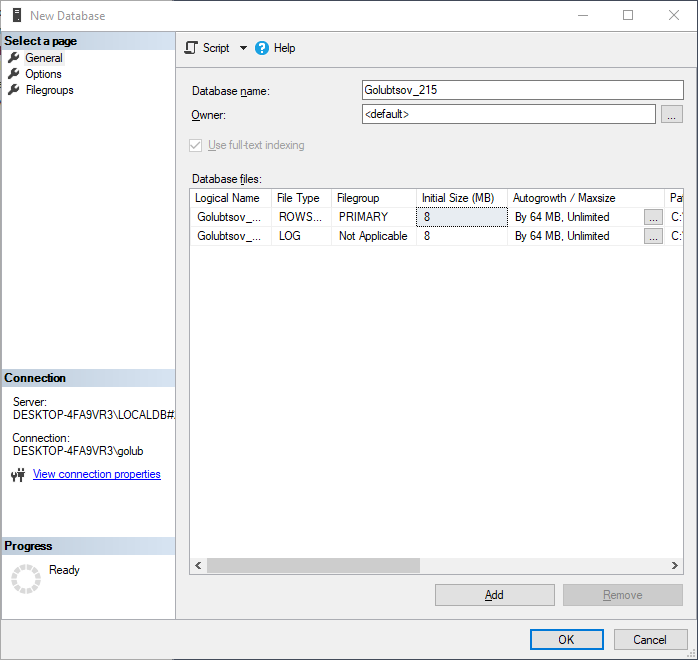 New Database
Select a page
General
Options
Filegroups
Script
Help
Database name: Golubtsov_215
Owner: <default> ...
Use full-text indexing
Database files:
Logical Name File Type Filegroup Initial Size (MB) Autogrowth / Maxsize Pa
Golubtsov_... ROWS... PRIMARY 8 By 64 MB, Unlimited ... C:\
Golubtsov_... LOG Not Applicable 8 By 64 MB, Unlimited ... C:\
Connection
Server:
DESKTOP-4FA9VR3\LOCALDB#
Connection:
DESKTOP-4FA9VR3\golub
View connection properties
Progress
Ready
Add Remove
OK Cancel